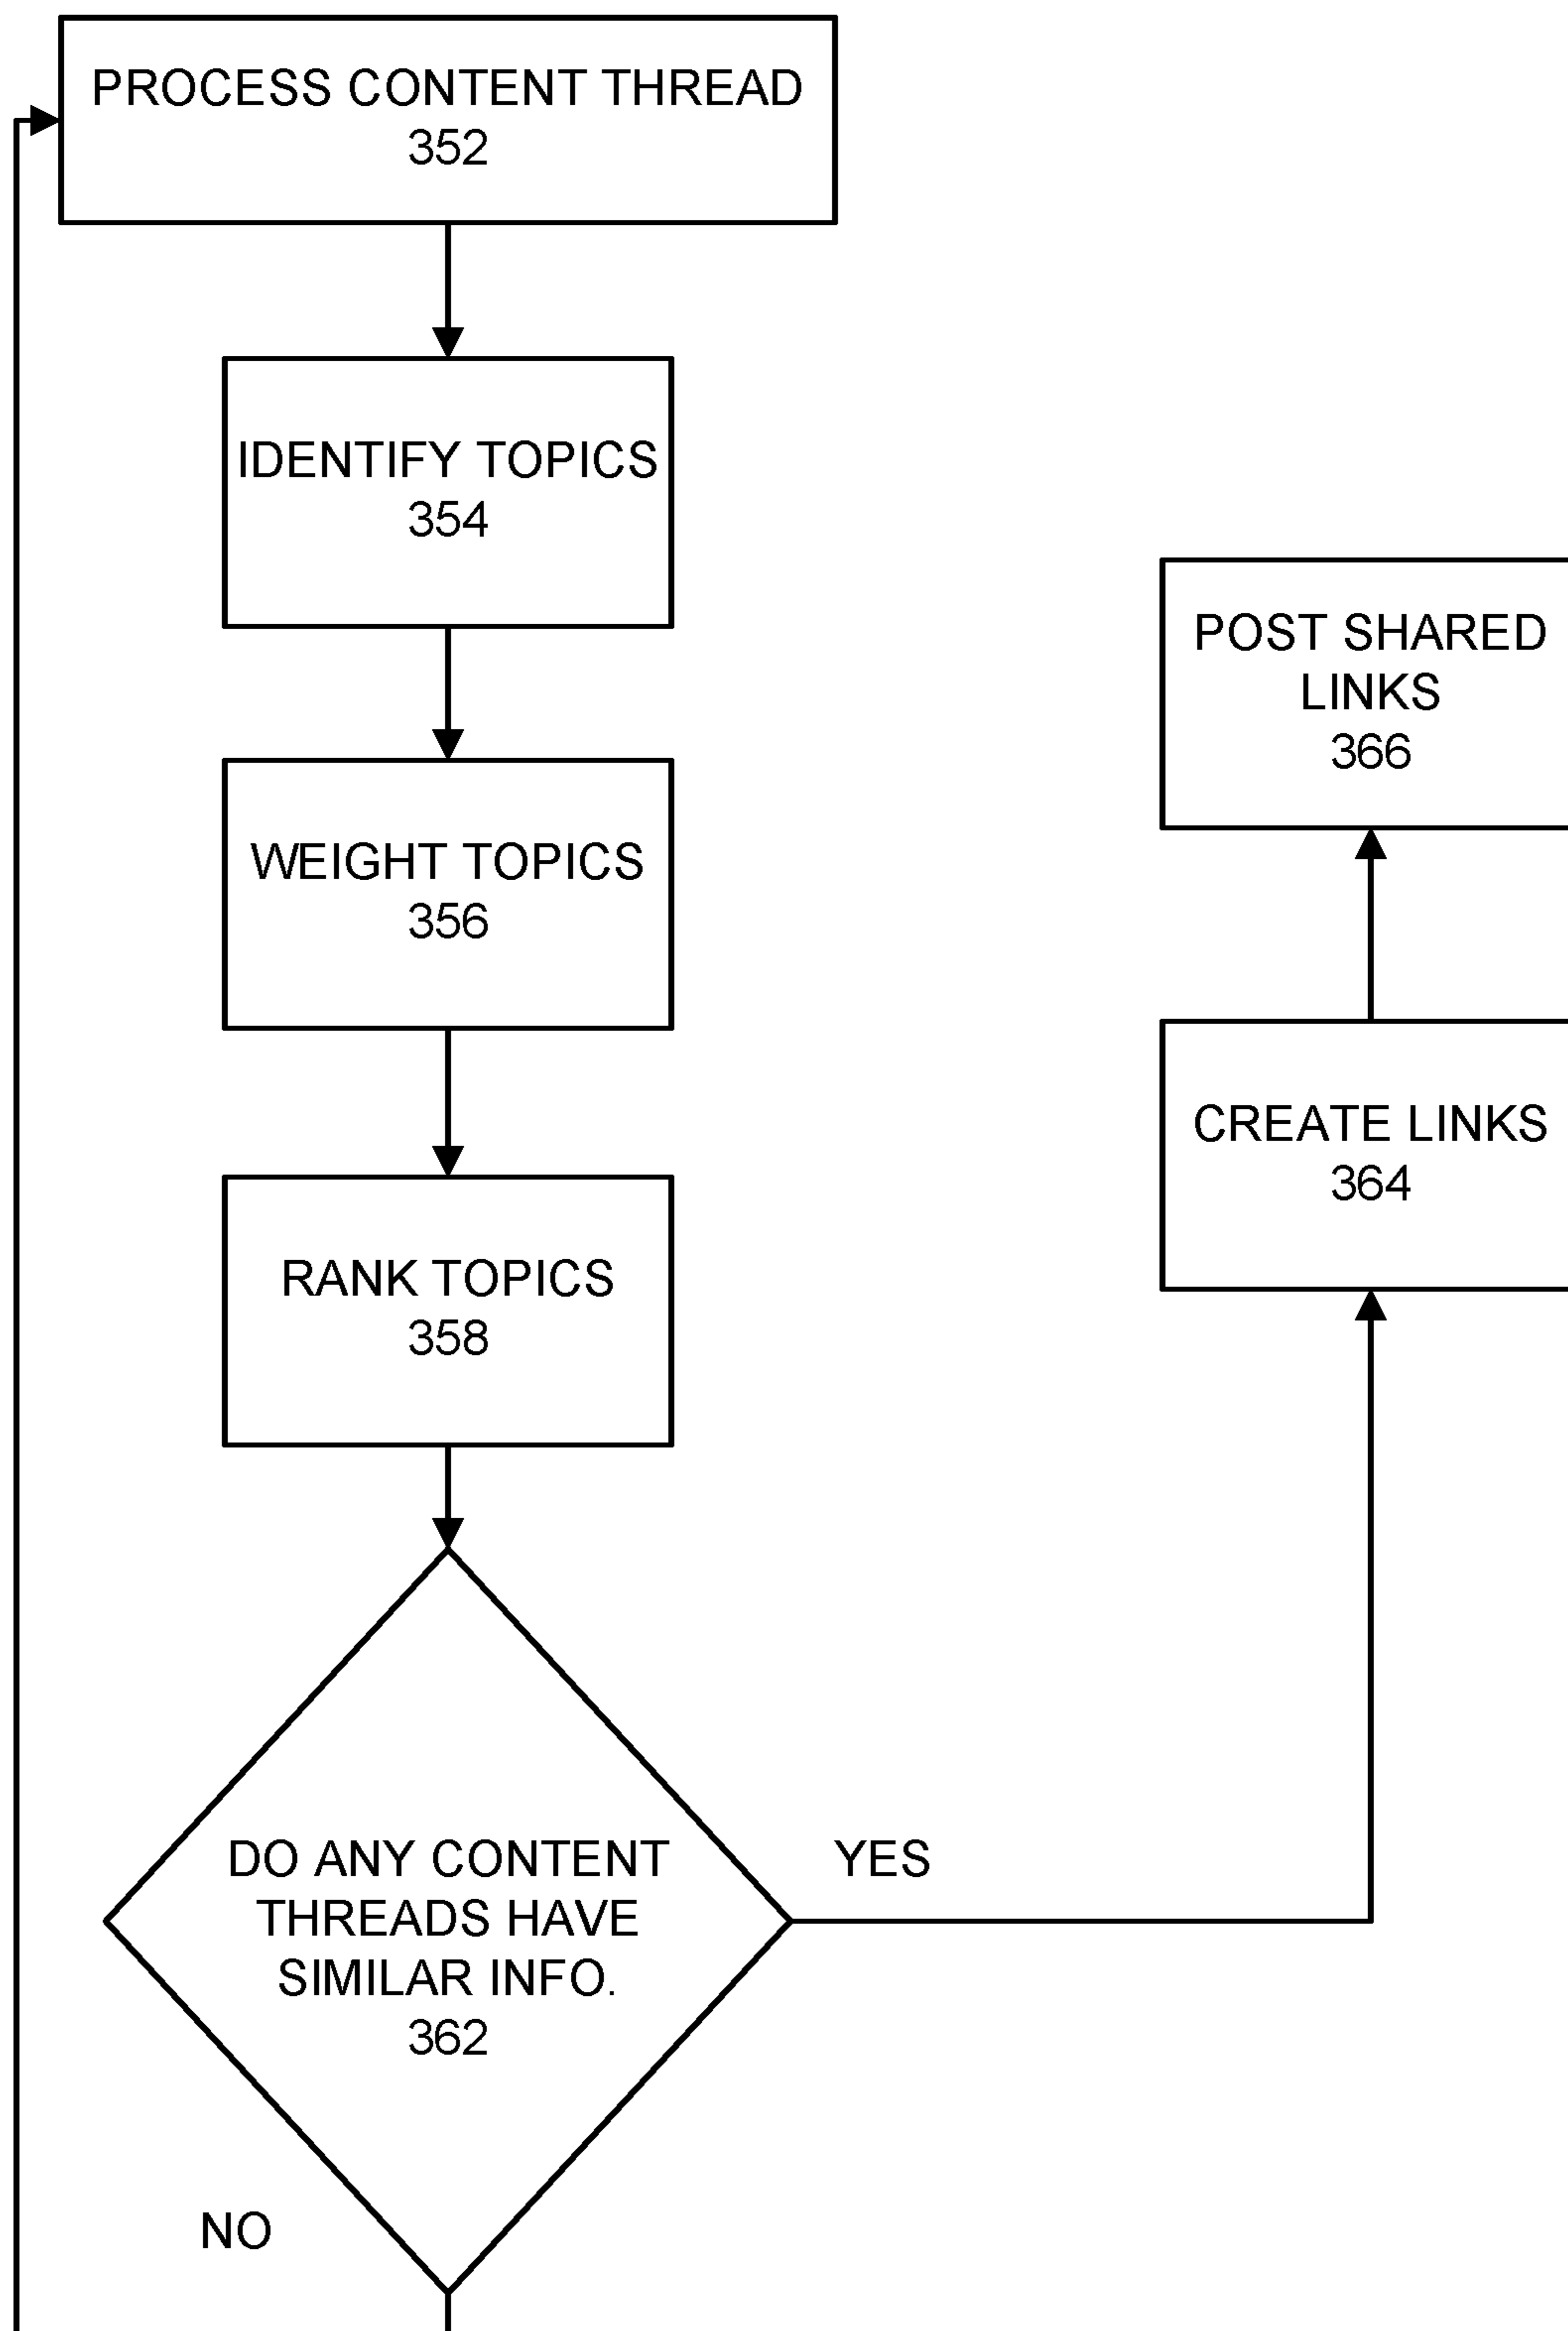 PROCESS CONTENT THREAD
352
IDENTIFY TOPICS
354
WEIGHT TOPICS
356
RANK TOPICS
358
DO ANY CONTENT
THREADS HAVE
SIMILAR INFO.
362
YES
NO
POST SHARED
LINKS
366
CREATE LINKS
364